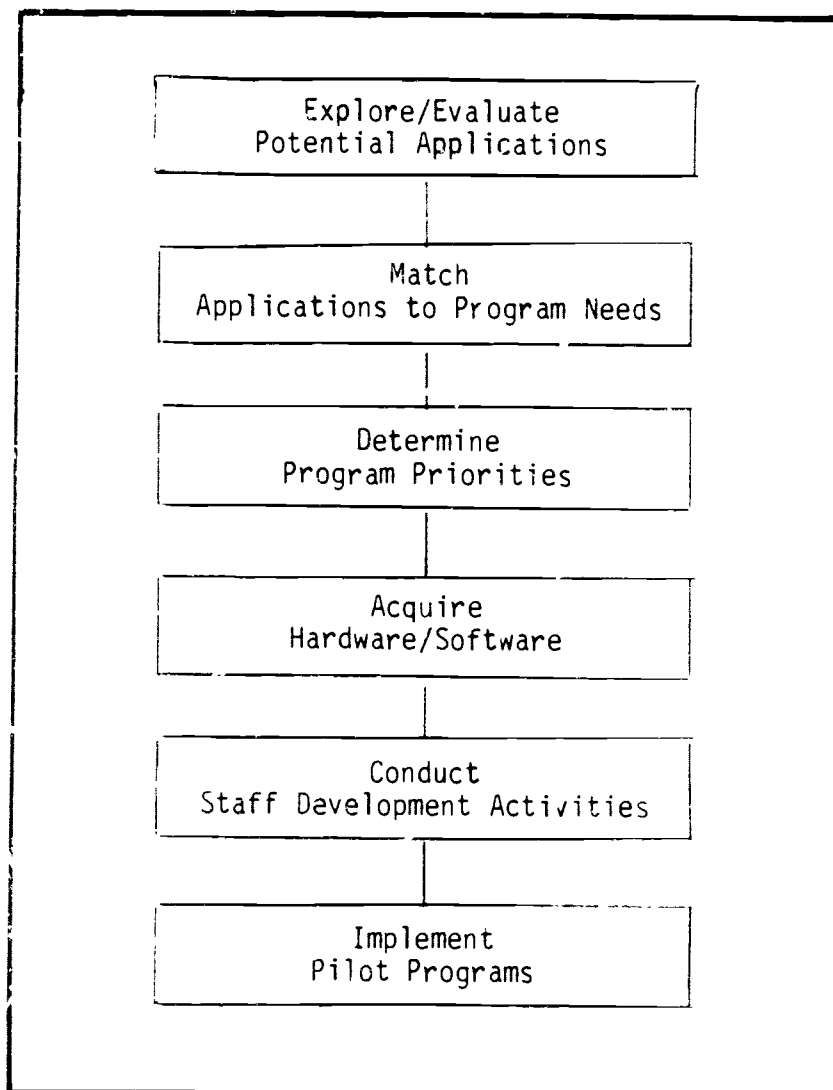 Explore/Evaluate
Potential Applications
Match
Applications to Program Needs
Determine
Program Priorities
Acquire
Hardware/Software
Conduct
Staff Development Activities
Implement
Pilot Programs